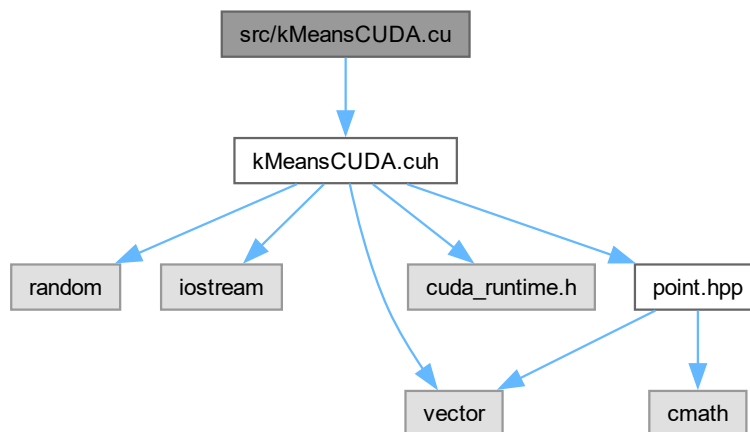 src/kMeansCUDA.cu
kMeansCUDA.cuh
random
iostream
cuda_runtime.h
point.hpp
vector
cmath